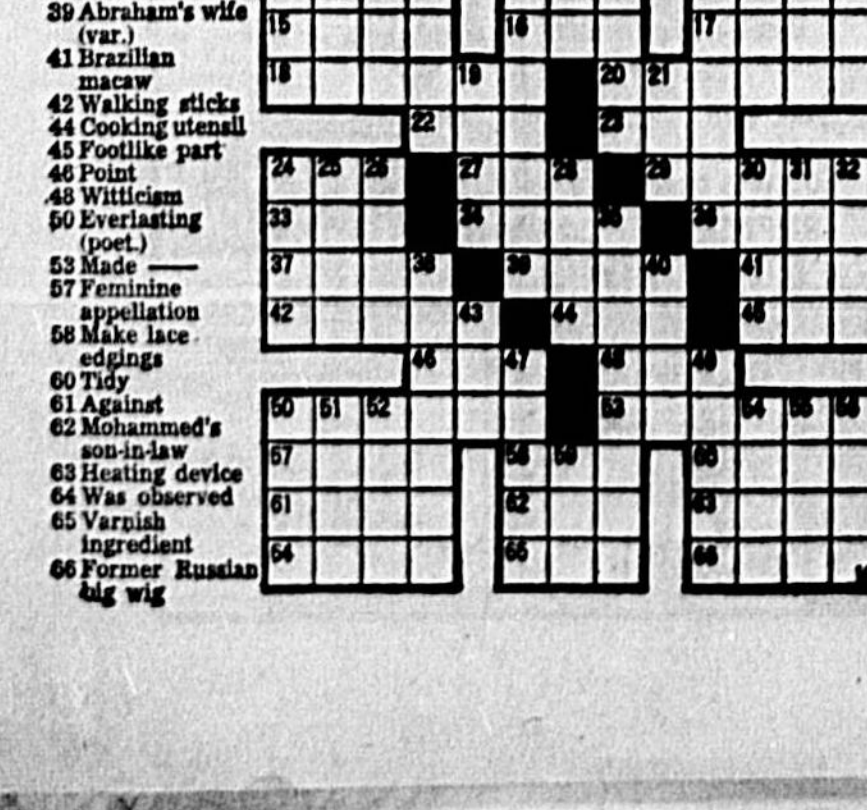 39 Abraham's wife
(var.)
41 Brazilian
macaw
42 Walking sticks
44 Cooking utensil
45 Footlike part
46 Point
48 Witticism
50 Everlasting
(poet.)
53 Made ——
57 Feminine
appellation
58 Make lace
edgings
60 Tidy
61 Against
62 Mohammed's
son-in-law
63 Heating device
64 Was observed
65 Varnish
ingredient
66 Former Russian
big wig
15 16 17
18 19 20 21
22 23
24 25 26 27 28 29 30 31 32
33 34 35 36
37 38 39 40 41
42 43 44 45
46 47 48 49
50 51 52 53 54 55 56
57 58 59 60
61 62 63
64 65 66